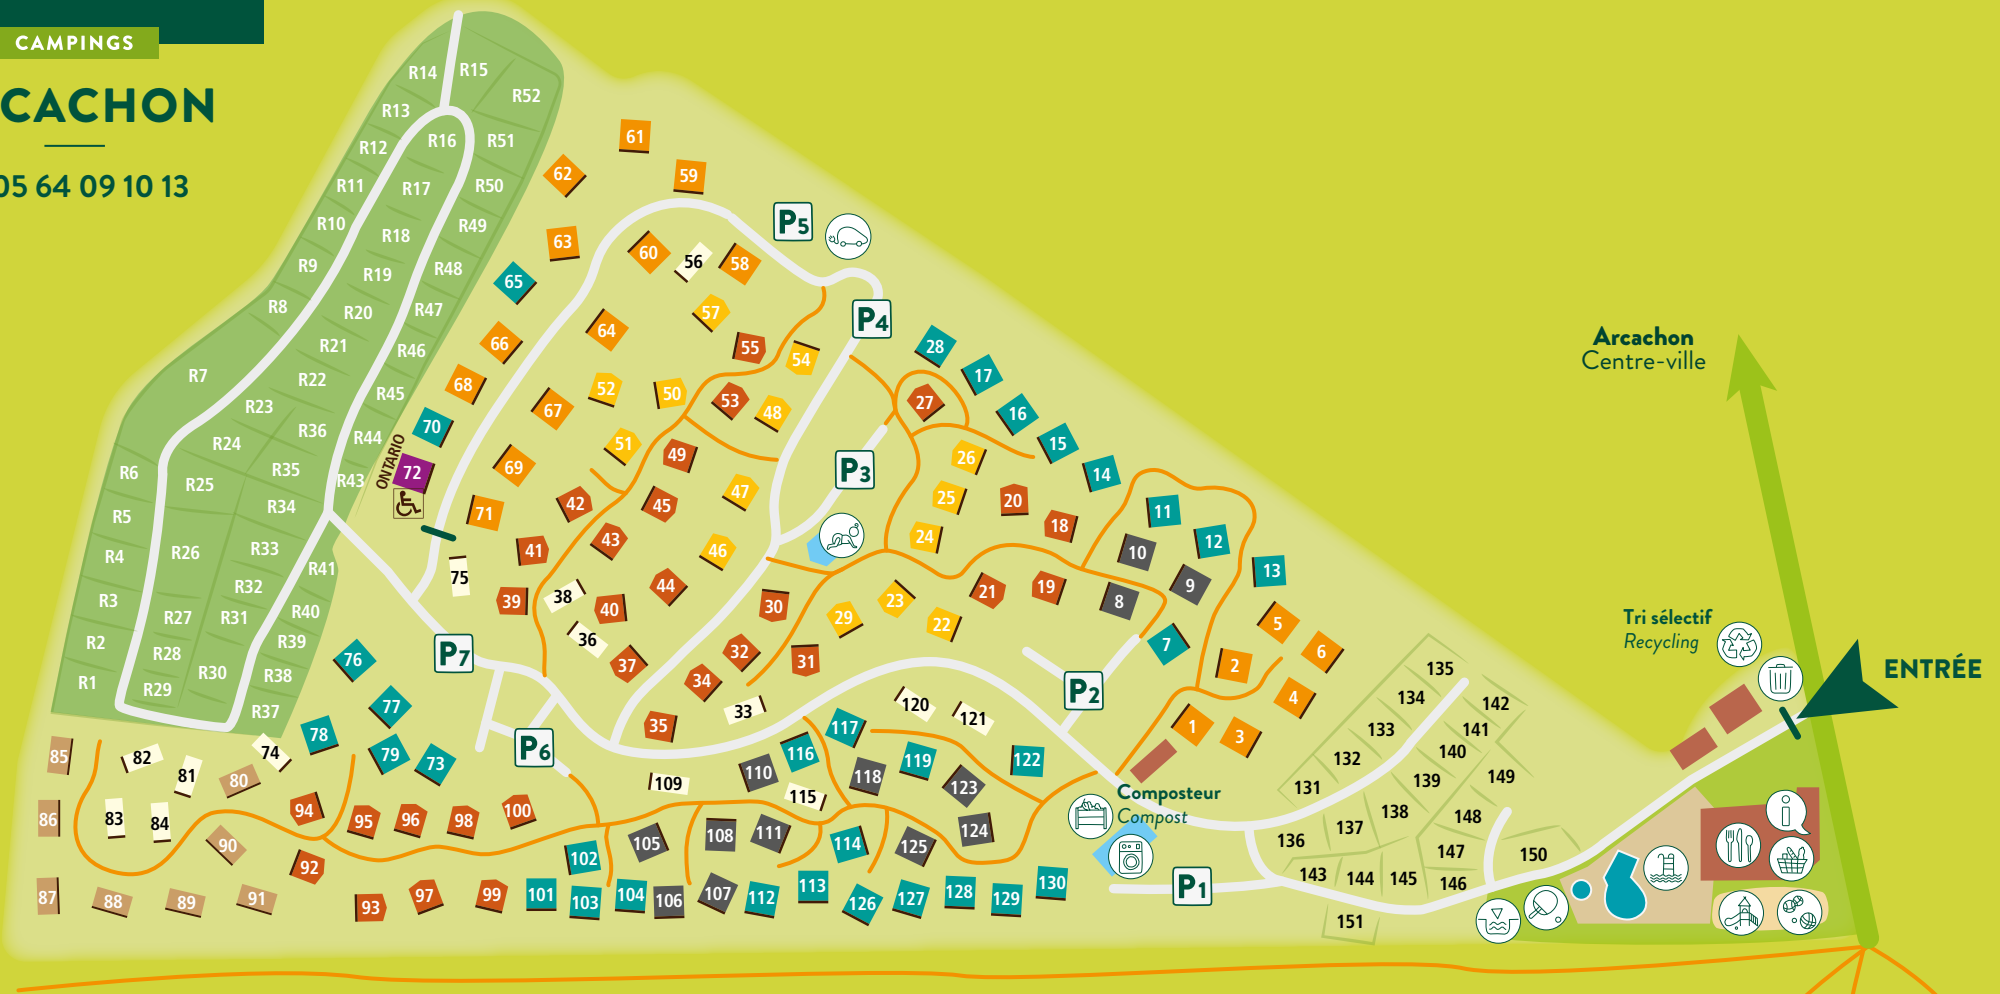 CAMPINGS
CACHON
05 64 09 10 13
R14
R15
R52
R13
R12
R16
R51
R11
R17
R50
R10
R18
R49
R9
R19
R48
R8
R20
R47
R21
R46
R7
R22
R45
R23
R36
R44
R24
R6
R25
R35
R43
R34
R5
R26
R33
R4
R41
R32
R3
R27
R31
R40
R2
R28
R30
R39
R1
R29
R38
R37
61
62
59
63
60
56
58
65
57
64
66
55
54
68
52
50
53
48
67
70
51
49
ONTARIO
72
69
47
71
42
45
43
41
46
75
39
38
40
44
36
37
P5
P4
28
17
27
16
15
P3
26
14
25
20
18
24
11
12
10
13
9
8
30
29
23
22
21
19
32
31
34
33
35
7
5
6
2
4
1
3
P2
120
121
P7
76
77
78
79
73
P6
85
82
74
81
80
86
83
84
94
95
96
98
100
90
92
87
88
89
91
93
97
99
109
110
116
117
115
118
119
123
122
105
108
111
114
125
124
102
101
103
104
106
107
112
113
126
127
128
129
130
Composteur
Compost
P1
135
134
142
133
141
132
140
131
139
149
138
148
137
136
147
150
143
144
145
146
151
Arcachon
Centre-ville
Tri sélectif
Recycling
ENTRÉE